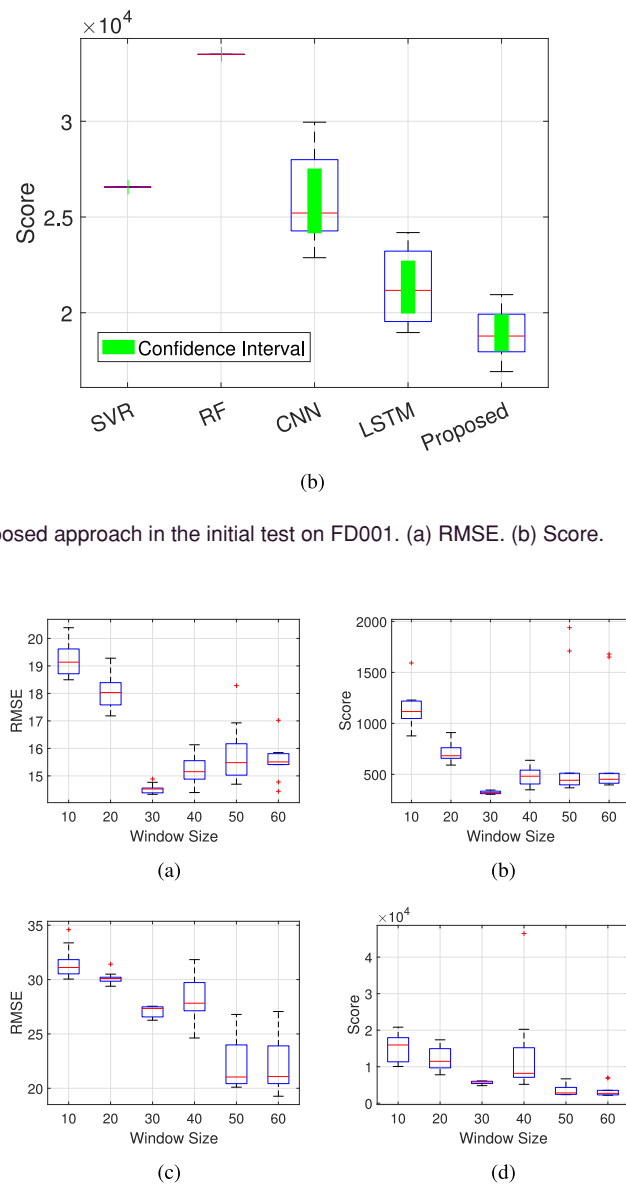 ×10⁴
3
2.5
2
Score
Confidence Interval
SVR
RF
CNN
LSTM
Proposed
(b)
posed approach in the initial test on FD001. (a) RMSE. (b) Score.
20
19
18
17
16
15
RMSE
10 20 30 40 50 60
Window Size
(a)
2000
1500
1000
500
Score
10 20 30 40 50 60
Window Size
(b)
35
30
25
20
RMSE
10 20 30 40 50 60
Window Size
(c)
×10⁴
4
3
2
1
0
Score
10 20 30 40 50 60
Window Size
(d)